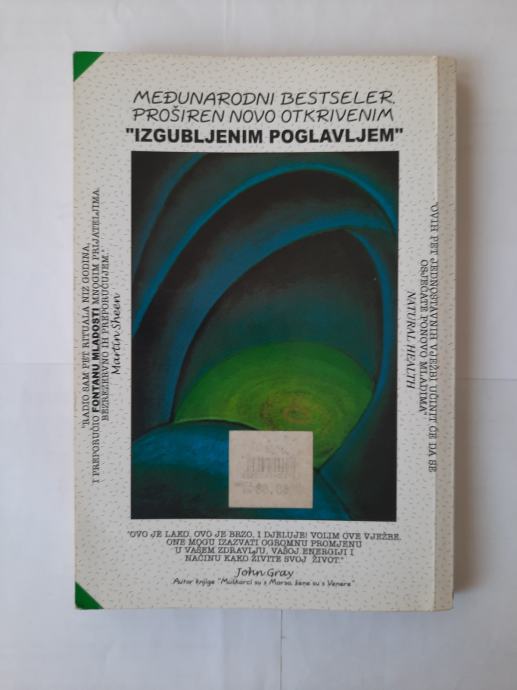 MEĐUNARODNI BESTSELER,
PROŠIREN NOVO OTKRIVENIM
"IZGUBLJENIM POGLAVLJEM"
"RADIO SAM PET RITUALA NIZ GODINA,
I PREPORUČIO FONTANU MLADOSTI MNOGIM PRIJATELJIMA.
BEZREZERVNO IH PREPORUČUJEM."
Martin Sheen
"OVIH PET JEDNOSTAVNIH VJEŽBI UČINIT ĆE DA SE
OSJEĆATE PONOVO MLADIMA"
NATURAL HEALTH
"OVO JE LAKO, OVO JE BRZO, I DJELUJE! VOLIM OVE VJEŽBE.
ONE MOGU IZAZVATI OGROMNU PROMJENU
U VAŠEM ZDRAVLJU, VAŠOJ ENERGIJI I
NAČINU KAKO ŽIVITE SVOJ ŽIVOT."
John Gray
Autor knjige "Muškarci su s Marsa, žene su s Venere"